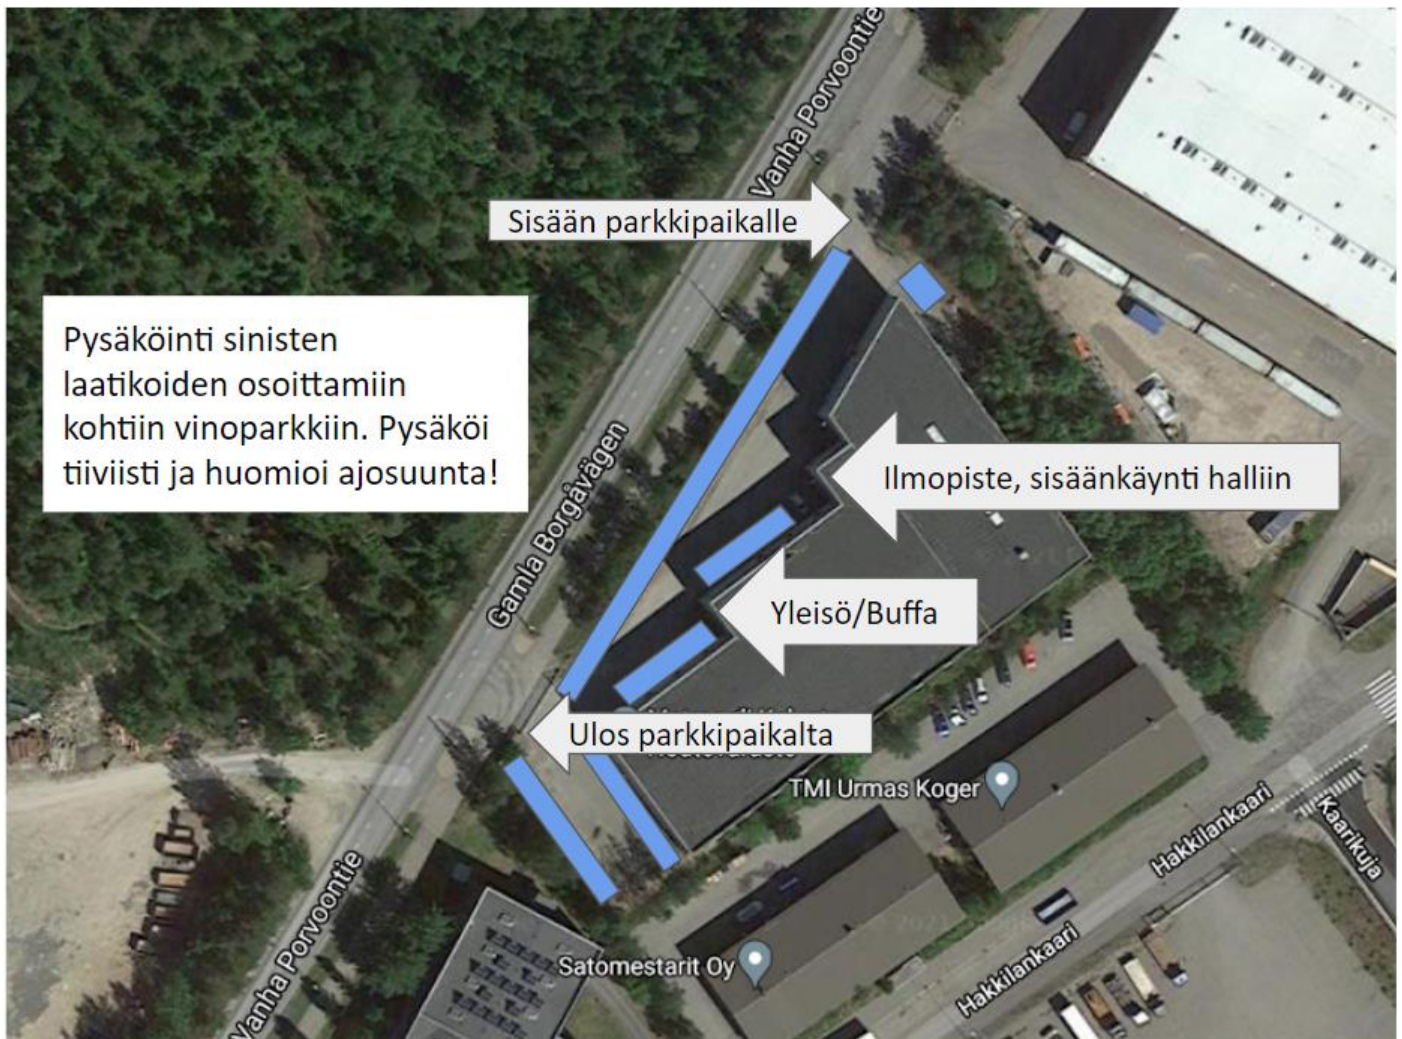 Vanha Porvoontie
Sisään parkkipaikalle
Pysäköinti sinisten
laatikoiden osoittamiin
kohtiin vinoparkkiin. Pysäköi
tiiviisti ja huomioi ajosuunta!
Gamla Borgåvägen
Ilmopiste, sisäänkäynti halliin
Yleisö/Buffa
Ulos parkkipaikalta
TMI Urmas Koger
Hakkilankaari
Kaarikuja
Vanha Porvoontie
Satomestarit Oy
Hakkilankaari